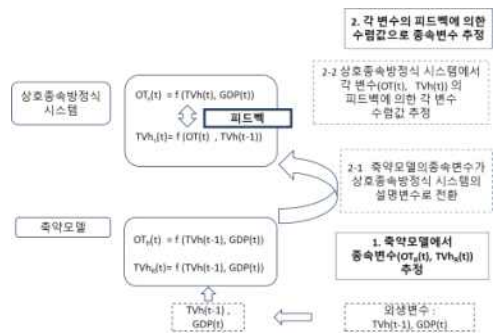 2. 각 변수의 피드벡에 의한
수렴값으로 종속변수 추정
상호종속방정식
시스템
OTs(t) = f (TVh(t), GDP(t))
피드벡
TVhs(t)= f (OT(t) , TVh(t-1))
2-2 상호종속방정식 시스템에서
각 변수(OT(t), TVh(t)) 의
피드벡에 의한 각 변수
수렴값 추정
2-1 축약모델의종속변수가
상호종속방정식 시스템의
설명변수로 전환
축약모델
OTR(t) = f (TVh(t-1), GDP(t))
TVhR(t)= f (TVh(t-1), GDP(t))
1. 축약모델에서
종속변수(OTR(t), TVhR(t))
추정
TVh(t-1) ,
GDP(t)
외생변수 :
TVh(t-1), GDP(t)